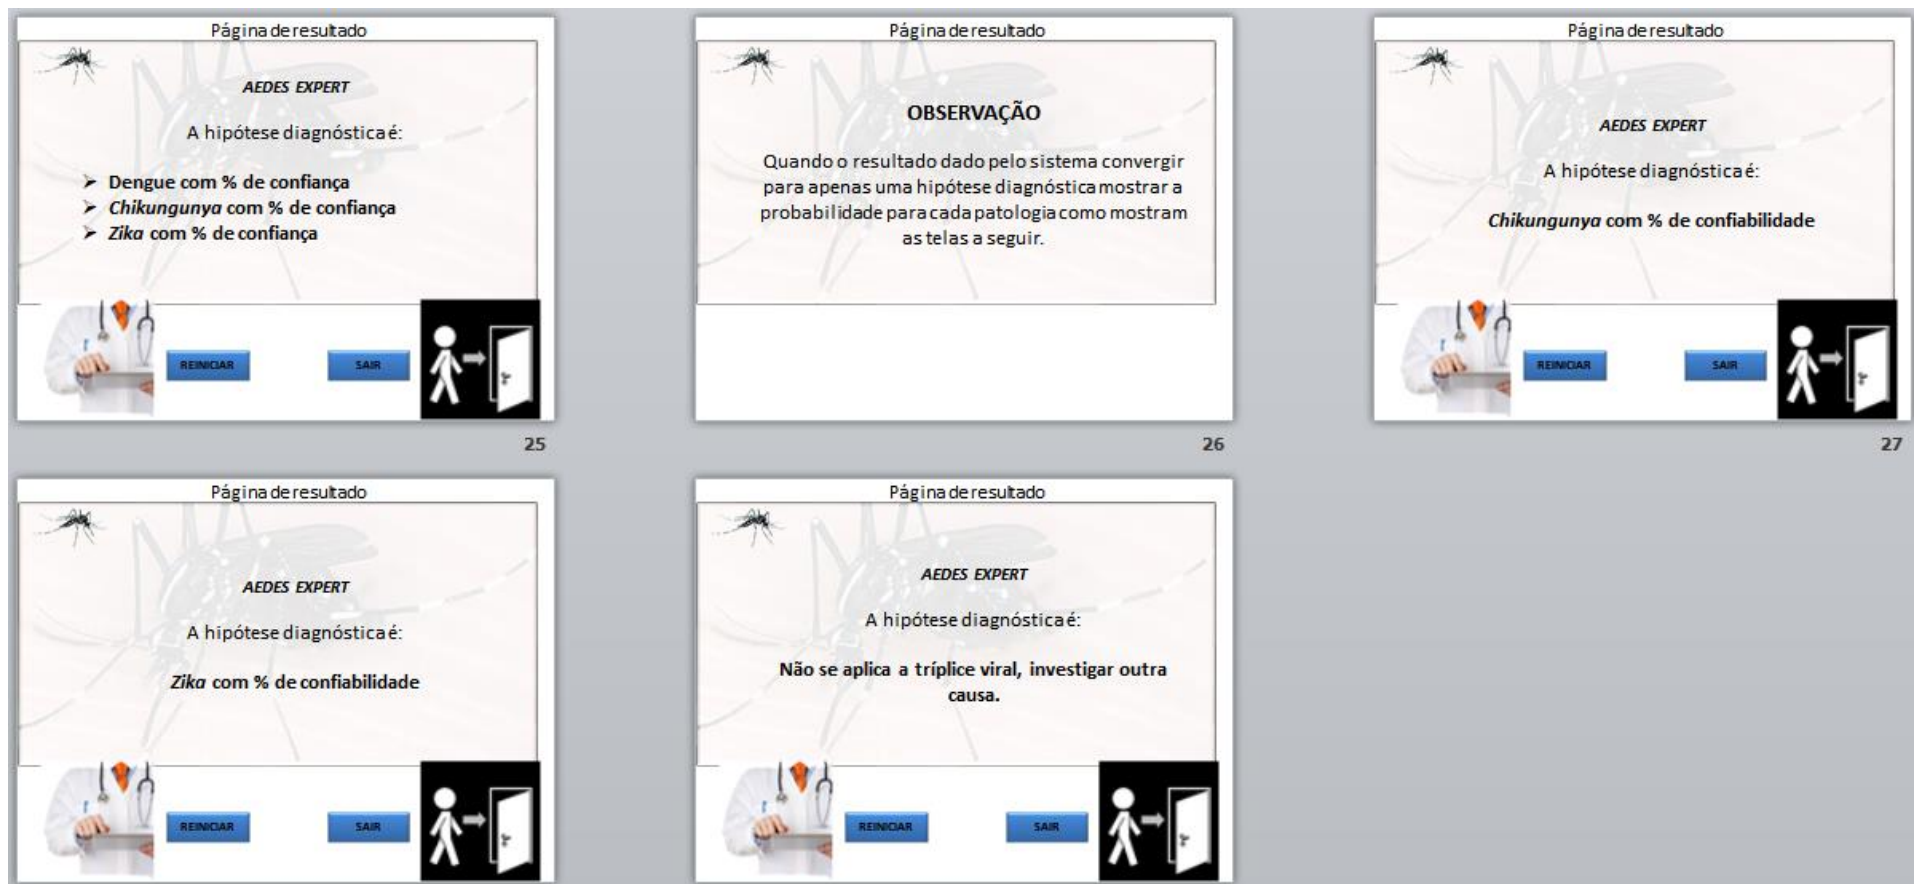 Página de resultado
AEDES EXPERT
A hipótese diagnóstica é:
➢ Dengue com % de confiança
➢ Chikungunya com % de confiança
➢ Zika com % de confiança
REINICIAR
SAIR
25
Página de resultado
OBSERVAÇÃO
Quando o resultado dado pelo sistema convergir
para apenas uma hipótese diagnóstica mostrar a
probabilidade para cada patologia como mostram
as telas a seguir.
26
Página de resultado
AEDES EXPERT
A hipótese diagnóstica é:
Chikungunya com % de confiabilidade
REINICIAR
SAIR
27
Página de resultado
AEDES EXPERT
A hipótese diagnóstica é:
Zika com % de confiabilidade
REINICIAR
SAIR
Página de resultado
AEDES EXPERT
A hipótese diagnóstica é:
Não se aplica a tríplice viral, investigar outra
causa.
REINICIAR
SAIR